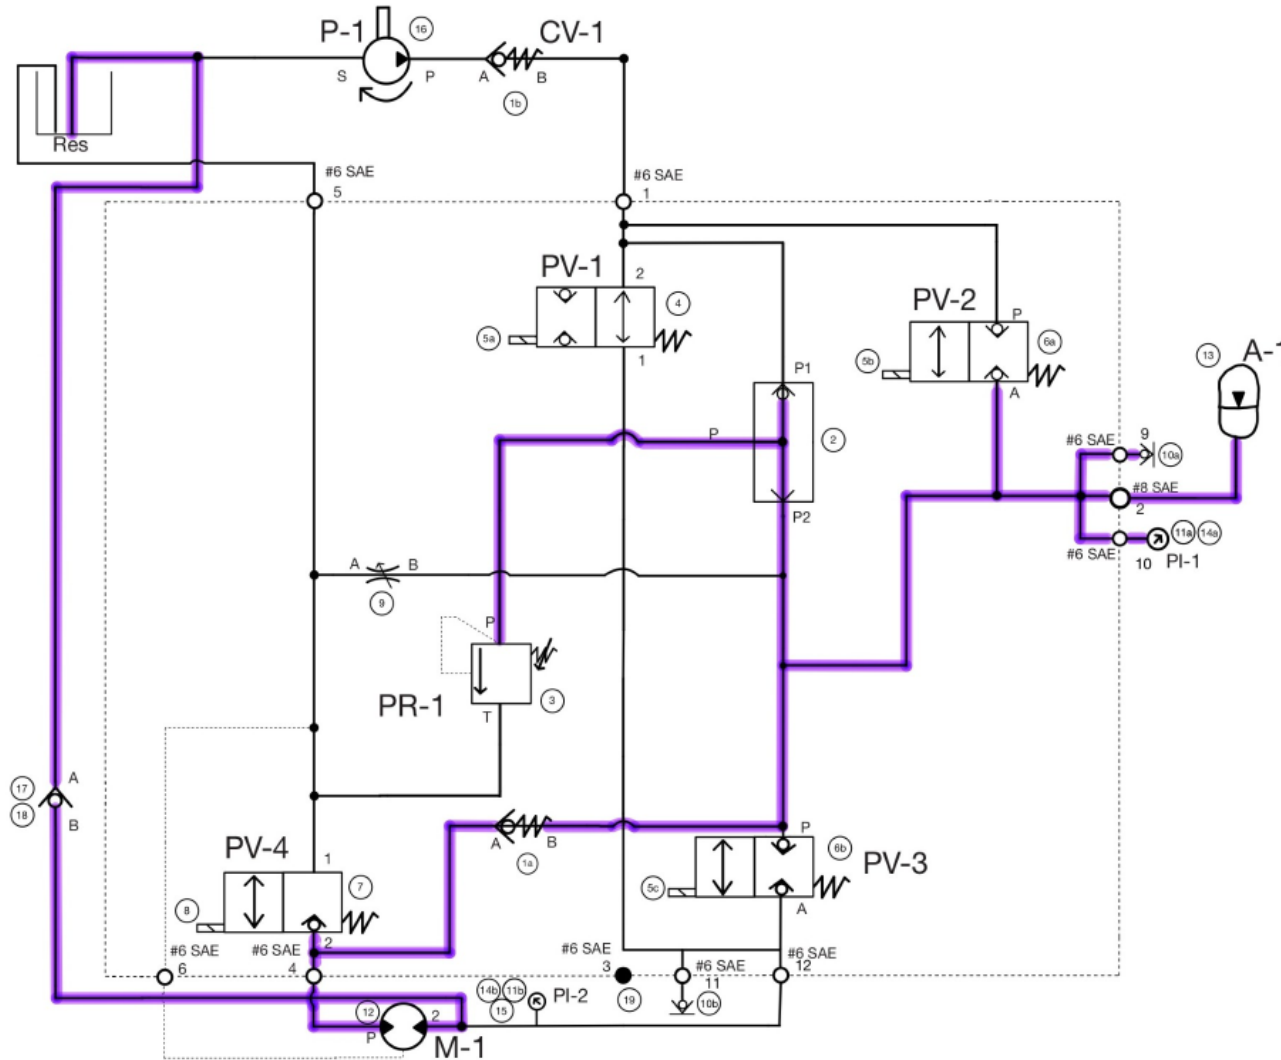 P-1 16 CV-1
S P A B
1b
Res
#6 SAE
5
#6 SAE
1
PV-1 2
4
5a
1
PV-2 P
6a
5b
A
13 A-1
P1
P 2
P2
#6 SAE 9
10a
#8 SAE
2
11a 14a
#6 SAE 10 PI-1
A B
9
P
PR-1 3
T
17 A
18 B
A B
1a
P
6b
PV-3
5c
A
PV-4 1
7
8
2
#6 SAE
6
#6 SAE
4
#6 SAE
3
19
#6 SAE
11
10b
#6 SAE
12
14b 11b
15
PI-2
12
P 2
M-1